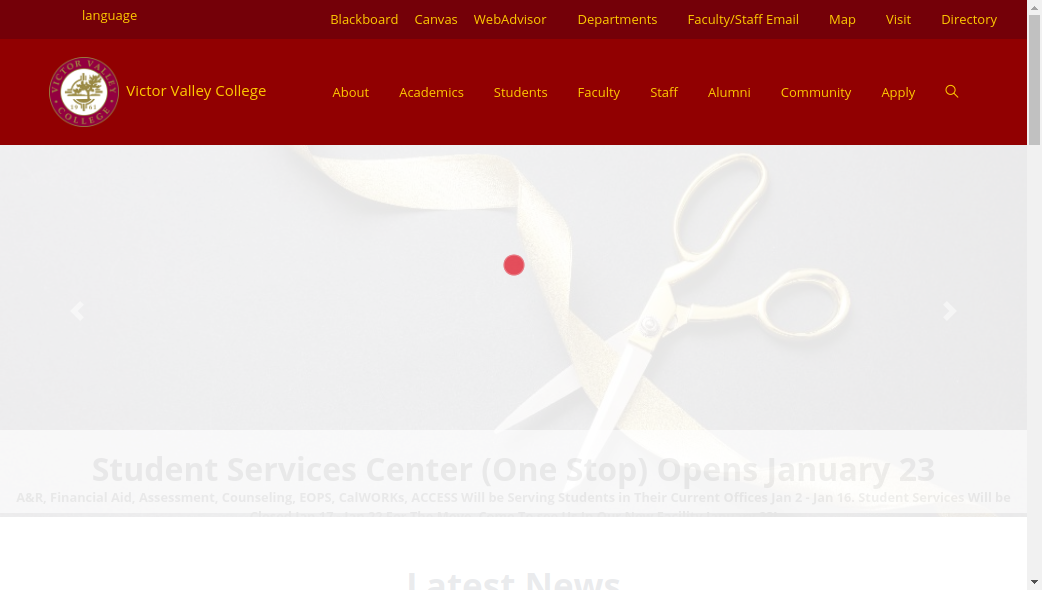 language
Blackboard Canvas WebAdvisor Departments Faculty/Staff Email Map Visit Directory
VICTOR VALLEY COLLEGE 1961
Victor Valley College
About Academics Students Faculty Staff Alumni Community Apply
Student Services Center (One Stop) Opens January 23
A&R, Financial Aid, Assessment, Counseling, EOPS, CalWORKs, ACCESS Will be Serving Students in Their Current Offices Jan 2 - Jan 16. Student Services Will be
Latest News